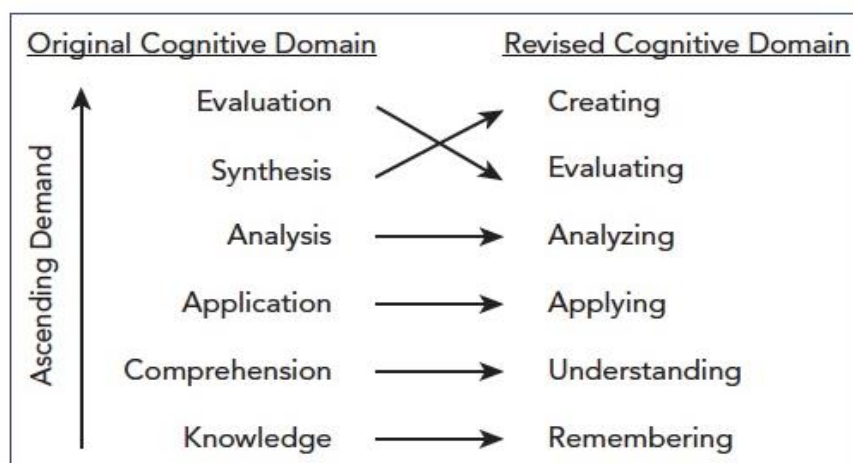 Original Cognitive Domain Revised Cognitive Domain
Evaluation Creating
Synthesis Evaluating
Analysis Analyzing
Application Applying
Comprehension Understanding
Knowledge Remembering
Ascending Demand